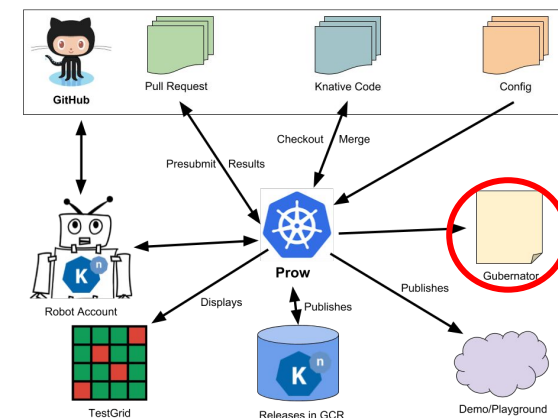 GitHub
Pull Request
Knative Code
Config
Checkout
Merge
Presubmit
Results
Prow
Gubernator
K
n
Robot Account
Displays
Publishes
Publishes
K
n
TestGrid
Releases in GCR
Demo/Playground